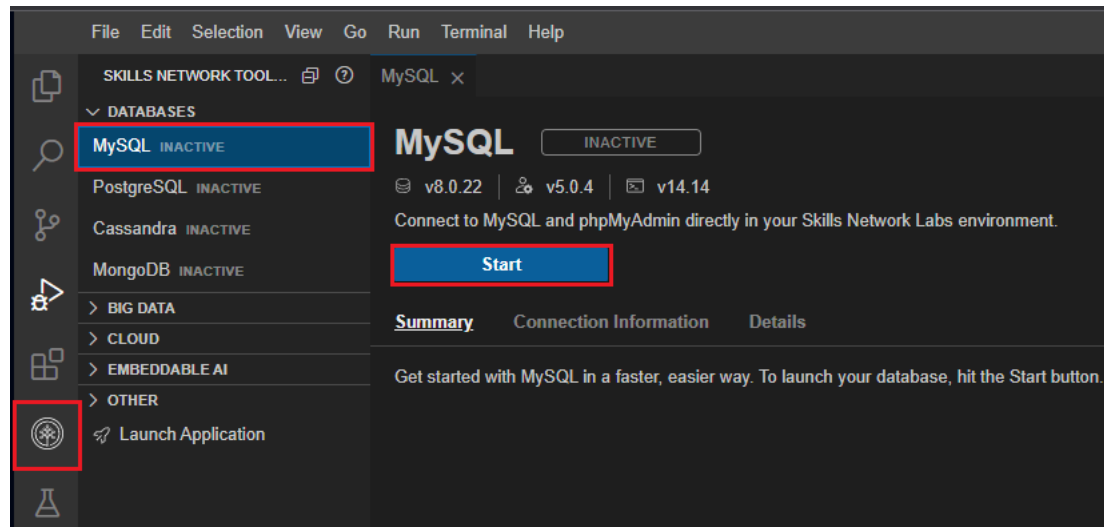 File Edit Selection View Go Run Terminal Help
SKILLS NETWORK TOOL...
DATABASES
MySQL INACTIVE
PostgreSQL INACTIVE
Cassandra INACTIVE
MongoDB INACTIVE
BIG DATA
CLOUD
EMBEDDABLE AI
OTHER
Launch Application
MySQL
MySQL INACTIVE
v8.0.22 v5.0.4 v14.14
Connect to MySQL and phpMyAdmin directly in your Skills Network Labs environment.
Start
Summary Connection Information Details
Get started with MySQL in a faster, easier way. To launch your database, hit the Start button.